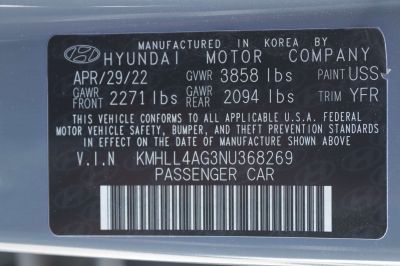 MANUFACTURED IN KOREA BY
HYUNDAI MOTOR COMPANY
APR/29/22 GVWR 3858 lbs PAINT USS
GAWR FRONT 2271 lbs GAWR RAG 2094 lbs TRIM YFR
THIS VEHICLE CONFORMS TO ALL APPLICABLE U.S.A. FEDERAL
MOTOR VEHICLE SAFETY, BUMPER, AND THEFT PREVENTION STANDARDS
IN EFFECT ON THE DATE OF MANUFACTURE SHOWN ABOVE.
V.I.N KMHLL4AG3NU368269
PASSENGER CAR